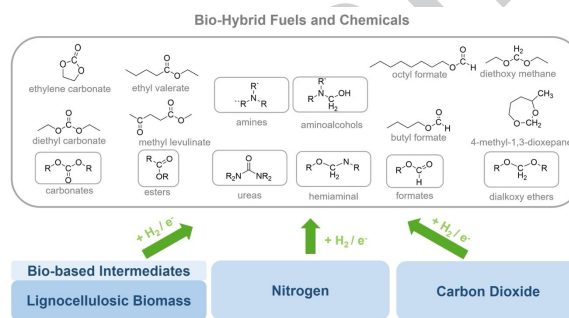 Bio-Hybrid Fuels and Chemicals
ethylene carbonate
ethyl valerate
octyl formate
diethoxy methane
amines
aminoalcohols
diethyl carbonate
methyl levulinate
butyl formate
4-methyl-1,3-dioxepane
carbonates
esters
ureas
hemiaminal
formates
dialkoxy ethers
+ H₂ / e⁻
+ H₂ / e⁻
+ H₂ / e⁻
Bio-based Intermediates
Lignocellulosic Biomass
Nitrogen
Carbon Dioxide